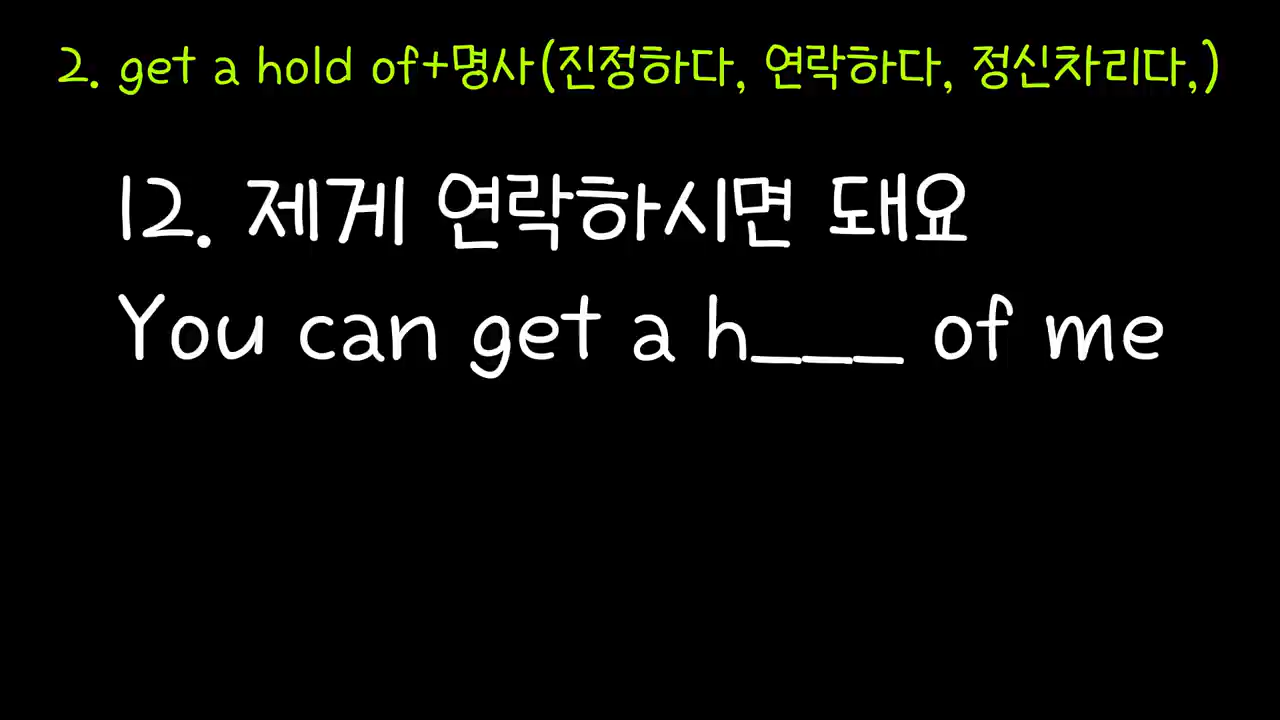 2. get a hold of+명사(진정하다, 연락하다, 정신차리다,)
12. 제게 연락하시면 돼요
You can get a h___ of me